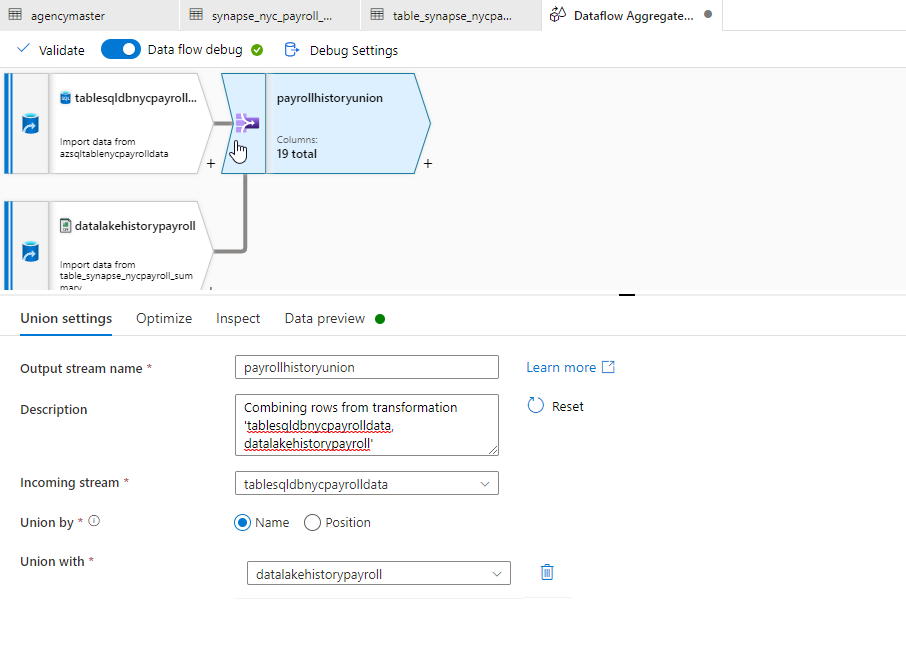 agencymaster
synapse_nyc_payroll_...
table_synapse_nycpa...
Dataflow Aggregate...
Validate
Data flow debug
Debug Settings
tablesqldbnycpayroll...
Import data from
azsqltablenycpayrolldata
+
payrollhistoryunion
Columns:
19 total
+
datalakehistorypayroll
Import data from
table_synapse_nycpayroll_sum
mary
Union settings
Optimize
Inspect
Data preview
Output stream name *
payrollhistoryunion
Learn more
Description
Combining rows from transformation
'tablesqldbnycpayrolldata,
datalakehistorypayroll'
Reset
Incoming stream *
tablesqldbnycpayrolldata
Union by *
Name
Position
Union with *
datalakehistorypayroll